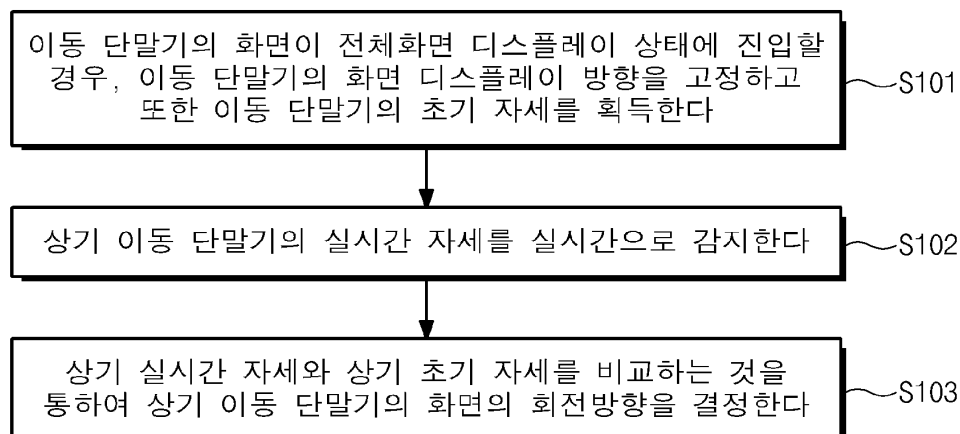 이동 단말기의 화면이 전체화면 디스플레이 상태에 진입할
경우, 이동 단말기의 화면 디스플레이 방향을 고정하고
또한 이동 단말기의 초기 자세를 획득한다
S101
상기 이동 단말기의 실시간 자세를 실시간으로 감지한다
S102
상기 실시간 자세와 상기 초기 자세를 비교하는 것을
통하여 상기 이동 단말기의 화면의 회전방향을 결정한다
S103